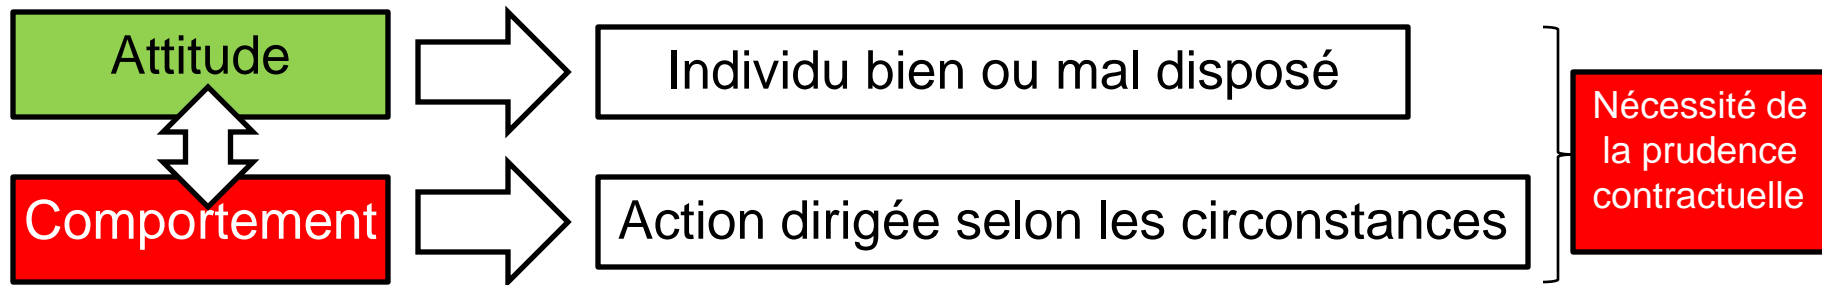 Attitude
Individu bien ou mal disposé
Comportement
Action dirigée selon les circonstances
Nécessité de
la prudence
contractuelle